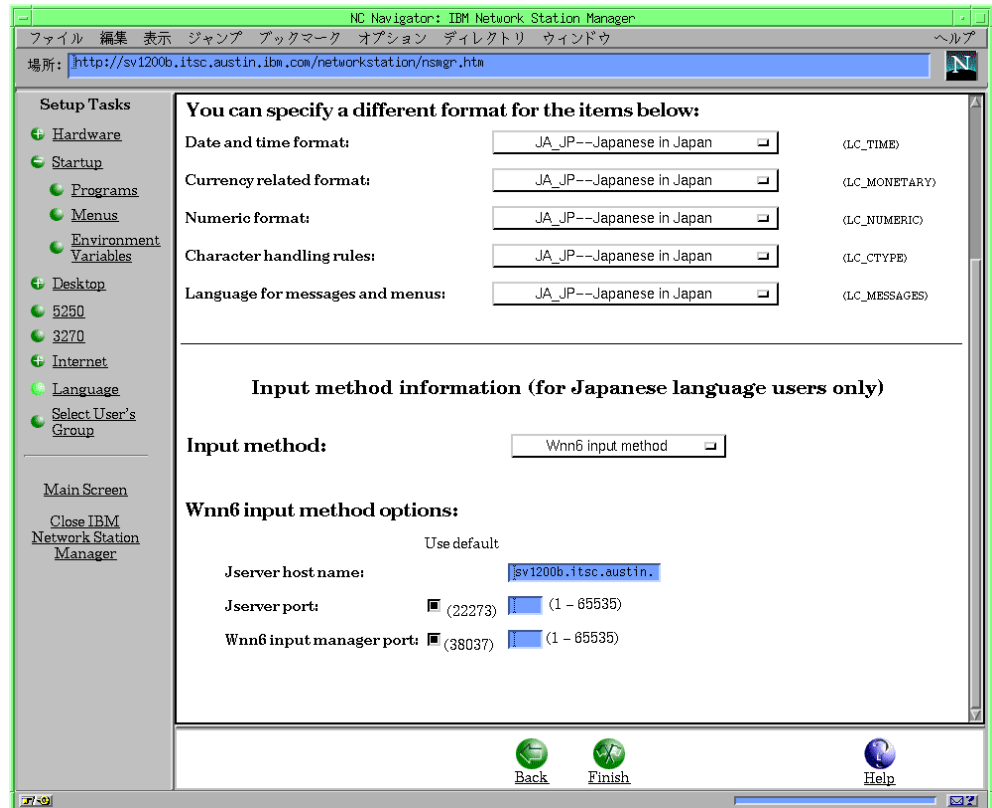 NC Navigator: IBM Network Station Manager
ファイル 編集 表示 ジャンプ ブックマーク オプション ディレクトリ ウィンドウ ヘルプ
場所: http://sv1200b.itsc.austin.ibm.com/networkstation/nsmgr.htm
N
Setup Tasks
Hardware
Startup
Programs
Menus
Environment
Variables
Desktop
5250
3270
Internet
Language
Select User's
Group
Main Screen
Close IBM
Network Station
Manager
You can specify a different format for the items below:
Date and time format: JA_JP--Japanese in Japan (LC_TIME)
Currency related format: JA_JP--Japanese in Japan (LC_MONETARY)
Numeric format: JA_JP--Japanese in Japan (LC_NUMERIC)
Character handling rules: JA_JP--Japanese in Japan (LC_CTYPE)
Language for messages and menus: JA_JP--Japanese in Japan (LC_MESSAGES)
Input method information (for Japanese language users only)
Input method: Wnn6 input method
Wnn6 input method options:
Use default
Jserver host name: sv1200b.itsc.austin.
Jserver port: (22273) (1 – 65535)
Wnn6 input manager port: (38037) (1 – 65535)
Back Finish Help